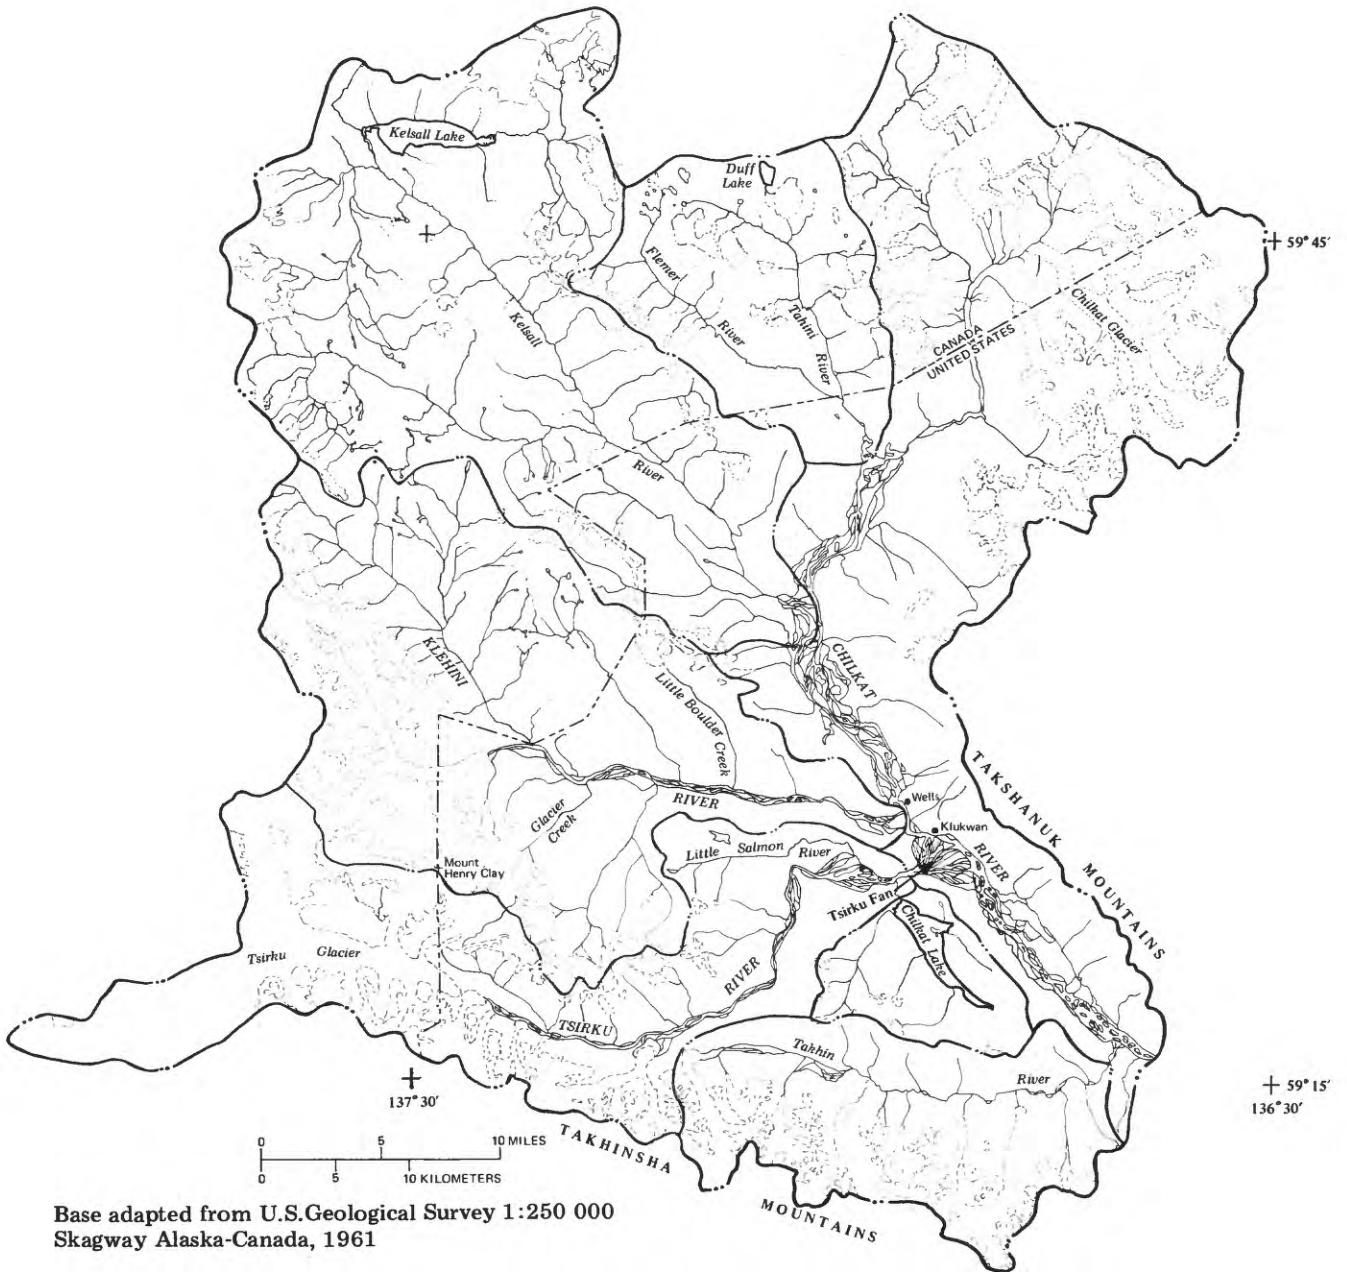 Kelsall Lake
Duff
Lake
59° 45′
Flemer
River
Tahini
River
Kelsall
River
Chilkat Glacier
CANADA
UNITED STATES
KLEHINI
RIVER
Little Boulder
Creek
CHILKAT
RIVER
Glacier
Creek
Wells
Klukwan
TAKSHANUK
MOUNTAINS
Little Salmon River
Mount
Henry Clay
Tsirku Fan
Chilkat Lake
Tsirku Glacier
TSIRKU
RIVER
Takhin
River
137° 30′
59° 15′
136° 30′
TAKHINSHA
MOUNTAINS
0 5 10 MILES
0 5 10 KILOMETERS
Base adapted from U.S.Geological Survey 1:250 000
Skagway Alaska-Canada, 1961